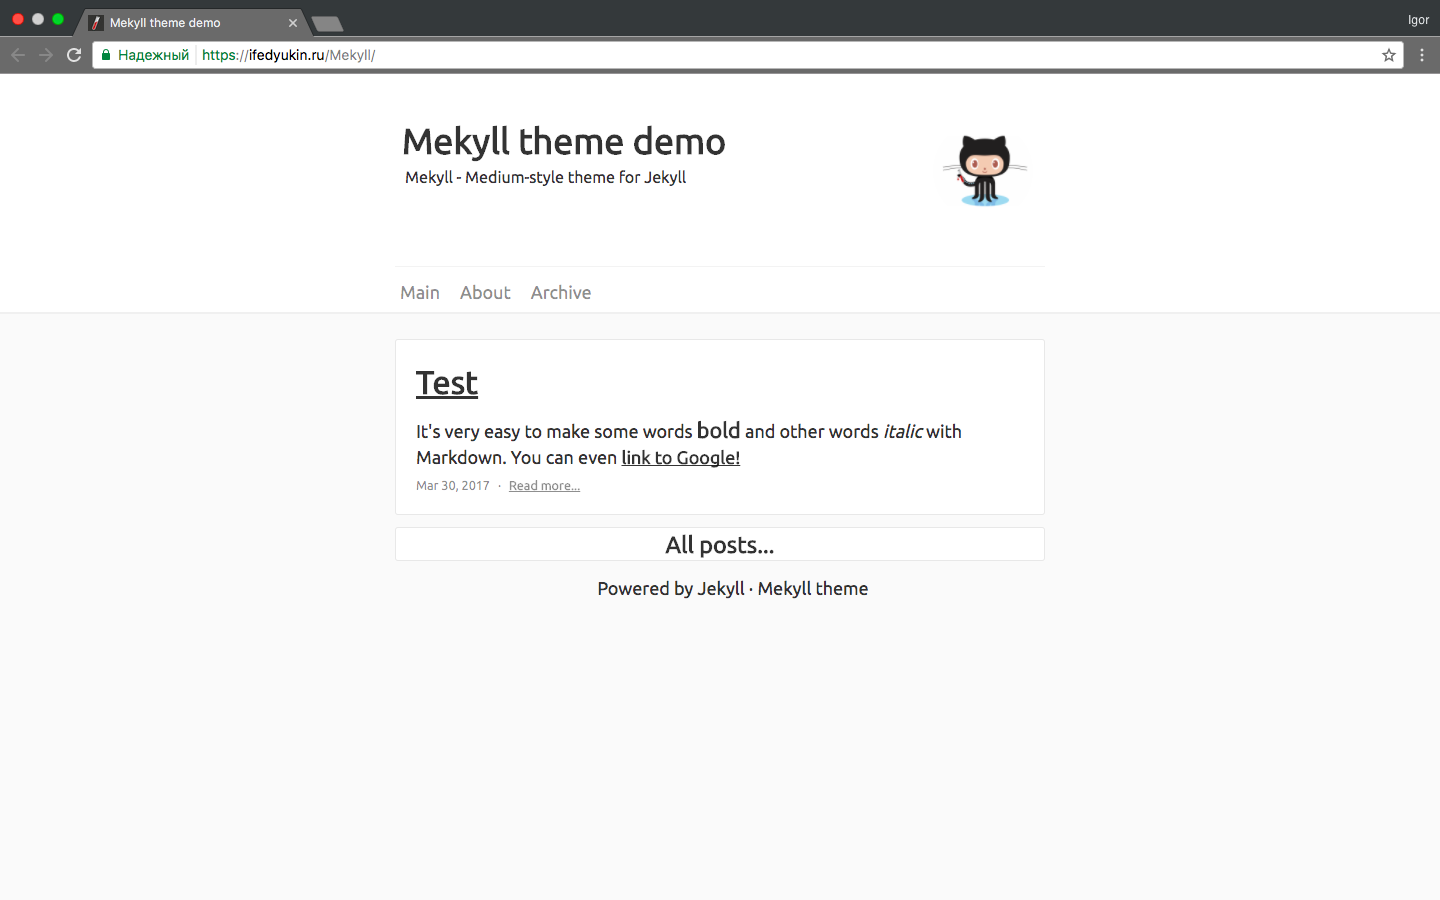 Mekyll theme demo
Igor
Надежный https://ifedyukin.ru/Mekyll/
Mekyll theme demo
Mekyll - Medium-style theme for Jekyll
Main About Archive
Test
It's very easy to make some words bold and other words italic with
Markdown. You can even link to Google!
Mar 30, 2017 · Read more...
All posts...
Powered by Jekyll · Mekyll theme